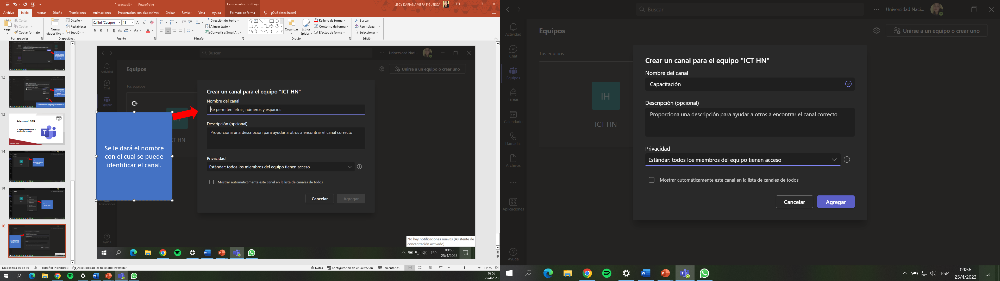 Presentación1 - PowerPoint
Herramientas de dibujo
LISCY DARIANA VIERA FIGUEROA
Archivo
Inicio
Insertar
Diseño
Transiciones
Animaciones
Presentación con diapositivas
Grabar
Revisar
Vista
Ayuda
Formato de forma
¿Qué desea hacer?
Pegar
Cortar
Copiar
Copiar formato
Portapapeles
Nueva
diapositiva
Diseño
Restablecer
Sección
Diapositivas
Calibri (Cuerpo)
18
N K S S abc AV Aa A
Fuente
Dirección del texto
Alinear texto
Convertir a SmartArt
Párrafo
Organizar
Estilos
rápidos
Relleno de forma
Contorno de forma
Efectos de forma
Dibujo
Buscar
Reemplazar
Seleccionar
Edición
12
13
Microsoft 365
3. Agregar canales a el
equipo de trabajo.
14
15
16
Buscar
Universidad Naci...
Actividad
Chat
Equipos
Aplicaciones
Ayuda
Equipos
Unirse a un equipo o crear uno
Tus equipos
CT HN
Se le dará el nombre
con el cual se puede
identificar el canal.
Crear un canal para el equipo "ICT HN"
Nombre del canal
Se permiten letras, números y espacios
Descripción (opcional)
Proporciona una descripción para ayudar a otros a encontrar el canal correcto
Privacidad
Estándar: todos los miembros del equipo tienen acceso
Mostrar automáticamente este canal en la lista de canales de todos
Cancelar
Agregar
No hay notificaciones nuevas (Asistente de
concentración activado)
ESP
09:53
25/4/2023
Diapositiva 16 de 16
Español (Honduras)
Accesibilidad: es necesario investigar
Notas
Configuración de visualización
Comentarios
114 %
09:56
25/4/2023
Buscar
Universidad Naci...
Actividad
Chat
Equipos
Tareas
Calendario
Llamadas
Archivos
Aplicaciones
Ayuda
Equipos
Unirse a un equipo o crear uno
Tus equipos
IH
ICT HN
Crear un canal para el equipo "ICT HN"
Nombre del canal
Capacitación
Descripción (opcional)
Proporciona una descripción para ayudar a otros a encontrar el canal correcto
Privacidad
Estándar: todos los miembros del equipo tienen acceso
Mostrar automáticamente este canal en la lista de canales de todos
Cancelar
Agregar
ESP
09:56
25/4/2023